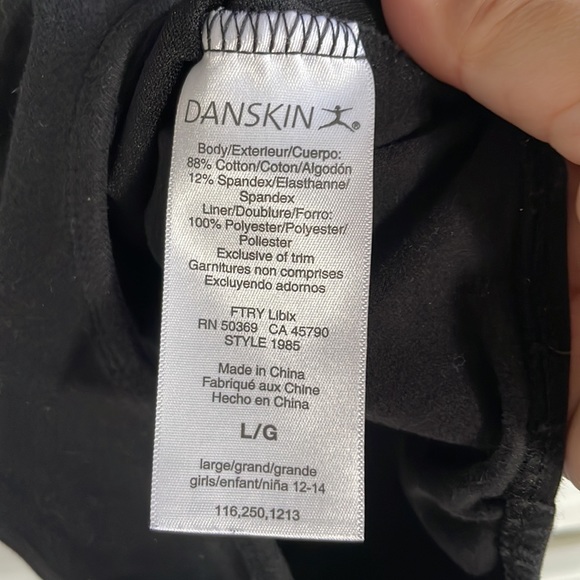 DANSKIN®
Body/Exterieur/Cuerpo:
88% Cotton/Coton/Algodón
12% Spandex/Elasthanne/
Spandex
Liner/Doublure/Forro:
100% Polyester/Polyester/
Poliester
Exclusive of trim
Garnitures non comprises
Excluyendo adornos
FTRY Libix
RN 50369 CA 45790
STYLE 1985
Made in China
Fabriqué aux Chine
Hecho en China
L/G
large/grand/grande
girls/enfant/niña 12-14
116,250,1213